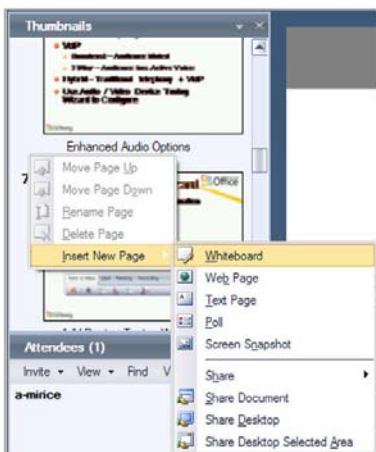 Thumbnails
VoIP
Hybrid – Traditional telephony + VoIP
Use Audio / Video Device Tuning
Wizard to Configure
Enhanced Audio Options
7
Office
Move Page Up
Move Page Down
Rename Page
Delete Page
Insert New Page
Whiteboard
Web Page
Text Page
Poll
Screen Snapshot
Share
Share Document
Share Desktop
Share Desktop Selected Area
Attendees (1)
Invite View Find V
a-mirice